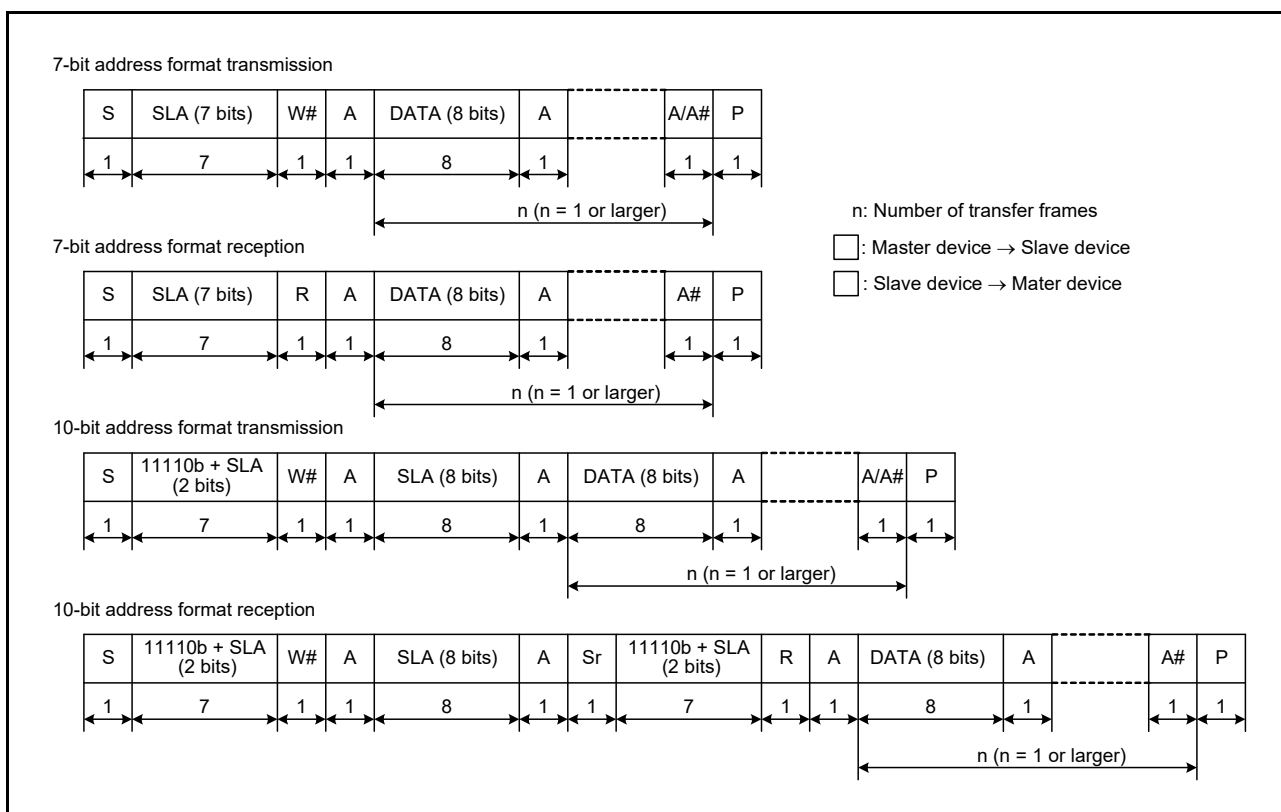 7-bit address format transmission
S SLA (7 bits) W# A DATA (8 bits) A A/A# P
1 7 1 1 8 1 1 1
n (n = 1 or larger)
n: Number of transfer frames
: Master device → Slave device
: Slave device → Mater device
7-bit address format reception
S SLA (7 bits) R A DATA (8 bits) A A# P
1 7 1 1 8 1 1 1
n (n = 1 or larger)
10-bit address format transmission
S 11110b + SLA (2 bits) W# A SLA (8 bits) A DATA (8 bits) A A/A# P
1 7 1 1 8 1 8 1 1 1
n (n = 1 or larger)
10-bit address format reception
S 11110b + SLA (2 bits) W# A SLA (8 bits) A Sr 11110b + SLA (2 bits) R A DATA (8 bits) A A# P
1 7 1 1 8 1 1 7 1 1 8 1 1 1
n (n = 1 or larger)